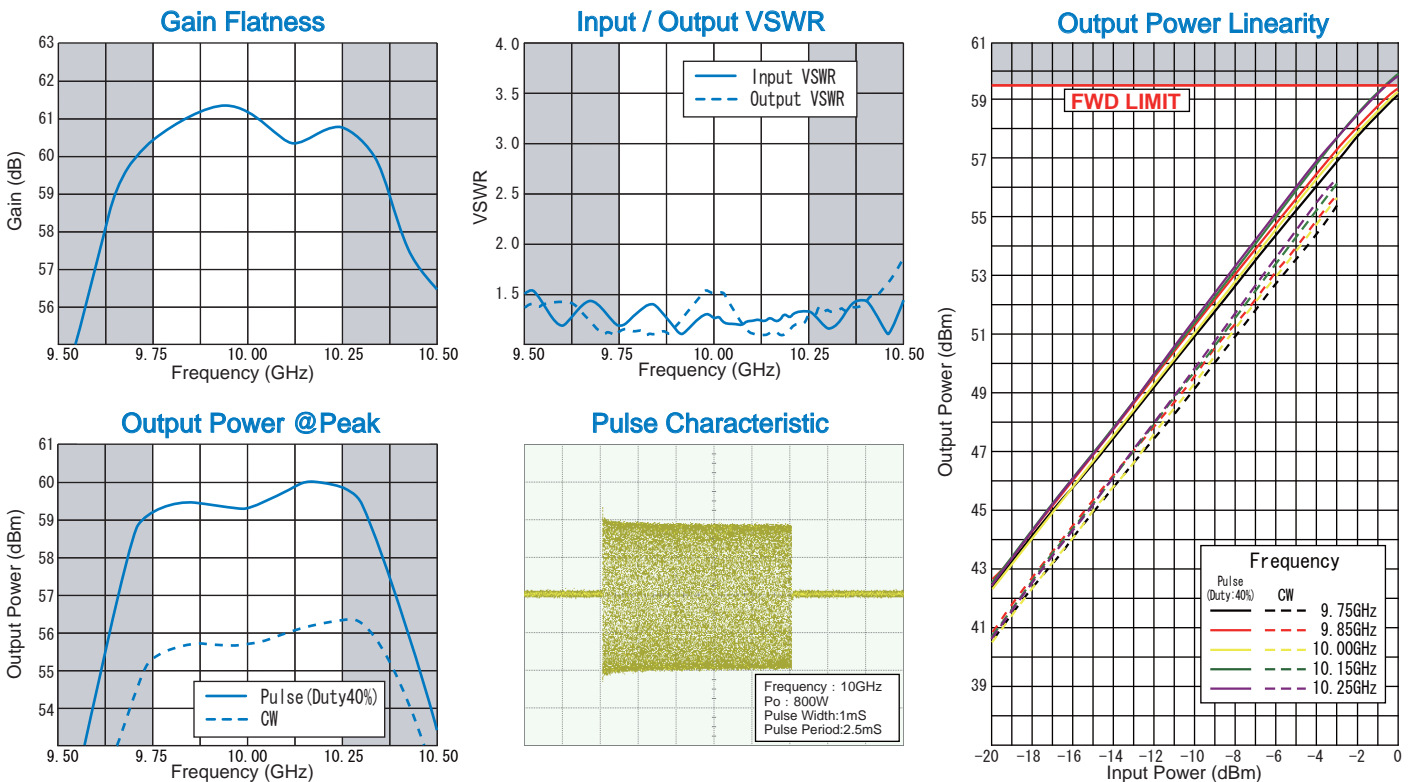 Gain Flatness
63
62
61
60
59
58
57
56
Gain (dB)
9.50 9.75 10.00 10.25 10.50
Frequency (GHz)
Input / Output VSWR
4.0
3.5
3.0
2.5
2.0
1.5
VSWR
Input VSWR
Output VSWR
9.50 9.75 10.00 10.25 10.50
Frequency (GHz)
Output Power @Peak
61
60
59
58
57
56
55
54
Output Power (dBm)
Pulse(Duty40%)
CW
9.50 9.75 10.00 10.25 10.50
Frequency (GHz)
Pulse Characteristic
Frequency : 10GHz
Po : 800W
Pulse Width:1mS
Pulse Period:2.5mS
Output Power Linearity
61
59
57
55
53
51
49
47
45
43
41
39
Output Power (dBm)
FWD LIMIT
Frequency
Pulse
(Duty:40%) CW
9.75GHz
9.85GHz
10.00GHz
10.15GHz
10.25GHz
-20 -18 -16 -14 -12 -10 -8 -6 -4 -2 0
Input Power (dBm)